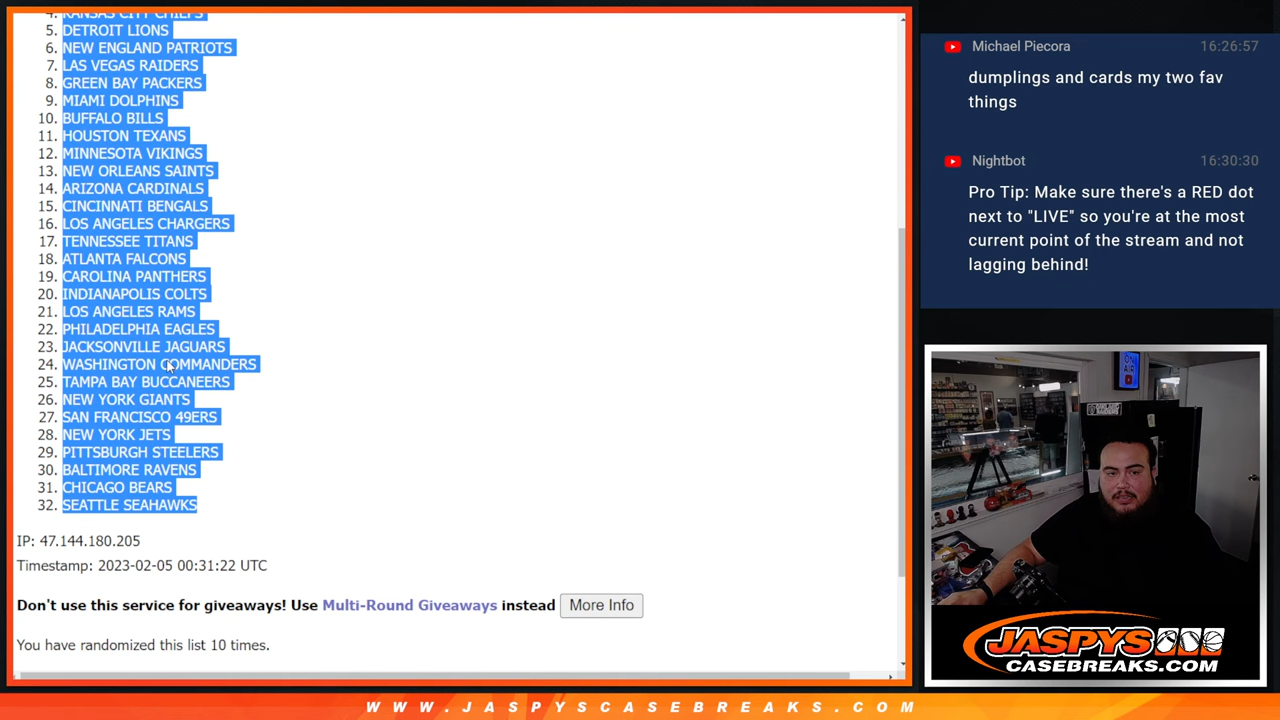 4. KANSAS CITY CHIEFS
5. DETROIT LIONS
6. NEW ENGLAND PATRIOTS
7. LAS VEGAS RAIDERS
8. GREEN BAY PACKERS
9. MIAMI DOLPHINS
10. BUFFALO BILLS
11. HOUSTON TEXANS
12. MINNESOTA VIKINGS
13. NEW ORLEANS SAINTS
14. ARIZONA CARDINALS
15. CINCINNATI BENGALS
16. LOS ANGELES CHARGERS
17. TENNESSEE TITANS
18. ATLANTA FALCONS
19. CAROLINA PANTHERS
20. INDIANAPOLIS COLTS
21. LOS ANGELES RAMS
22. PHILADELPHIA EAGLES
23. JACKSONVILLE JAGUARS
24. WASHINGTON COMMANDERS
25. TAMPA BAY BUCCANEERS
26. NEW YORK GIANTS
27. SAN FRANCISCO 49ERS
28. NEW YORK JETS
29. PITTSBURGH STEELERS
30. BALTIMORE RAVENS
31. CHICAGO BEARS
32. SEATTLE SEAHAWKS
IP: 47.144.180.205
Timestamp: 2023-02-05 00:31:22 UTC
Don't use this service for giveaways! Use Multi-Round Giveaways instead More Info
You have randomized this list 10 times.
Michael Piecora 16:26:57
dumplings and cards my two fav
things
Nightbot 16:30:30
Pro Tip: Make sure there's a RED dot
next to "LIVE" so you're at the most
current point of the stream and not
lagging behind!
ON
AIR
JASPYS
CASEBREAKS.COM
WWW.JASPYSCASEBREAKS.COM